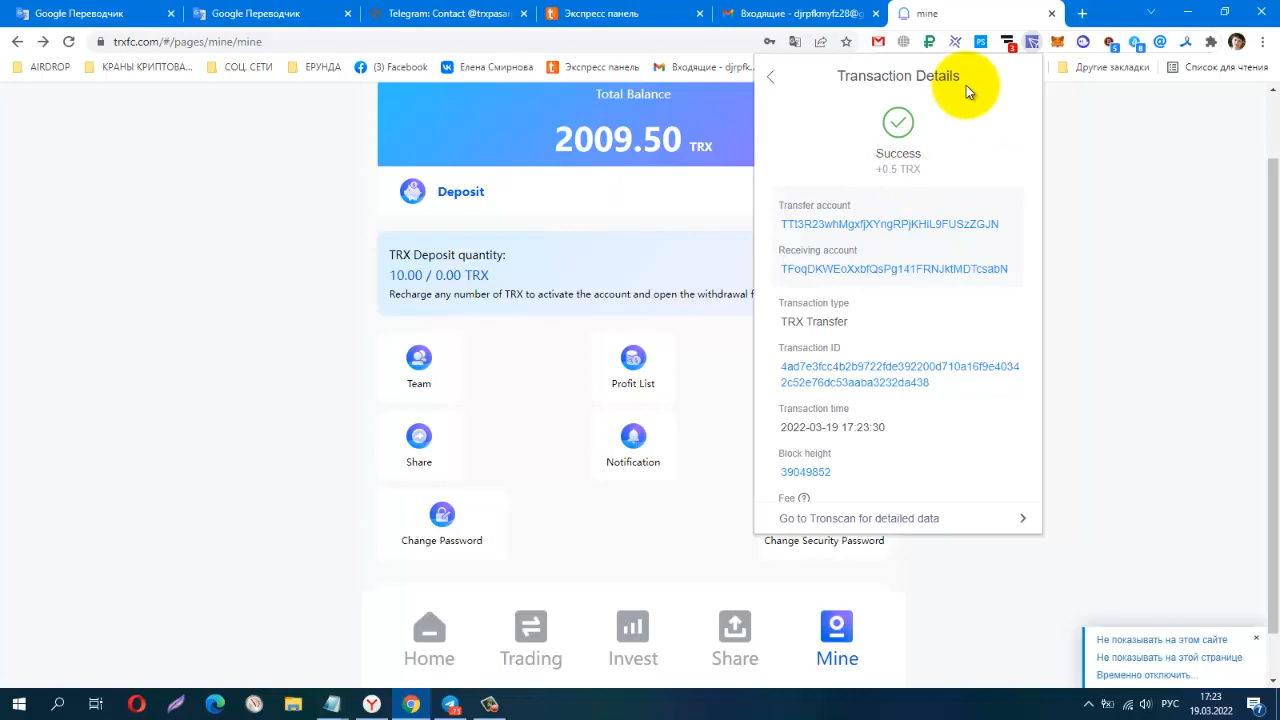 Google Переводчик
Google Переводчик
Telegram: Contact @trxpasar
Экспресс панель
Входящие - djrpfkmyfz28@g
mine
trxfc.com/#/pages/mine/mine
AIRDROP
КРАНЫ КРИПТОВА...
СОЦ. СЕТИ
ЕРУНДА
(3) Facebook
Елена Смирнова
Экспресс панель
Входящие - djrpfk...
Другие закладки
Список для чтения
Total Balance
2009.50 TRX
Deposit
TRX Deposit quantity:
10.00 / 0.00 TRX
Recharge any number of TRX to activate the account and open the withdrawal f
Team
Profit List
Share
Notification
Change Password
Change Security Password
Home
Trading
Invest
Share
Mine
Transaction Details
Success
+0.5 TRX
Transfer account
TTt3R23whMgxfjXYngRPjKHiL9FUSzZGJN
Receiving account
TFoqDKWEoXxbfQsPg141FRNJktMDTcsabN
Transaction type
TRX Transfer
Transaction ID
4ad7e3fcc4b2b9722fde392200d710a16f9e4034
2c52e76dc53aaba3232da438
Transaction time
2022-03-19 17:23:30
Block height
39049852
Fee
Go to Tronscan for detailed data
Не показывать на этом сайте
Не показывать на этой странице
Временно отключить...
РУС
17:23
19.03.2022